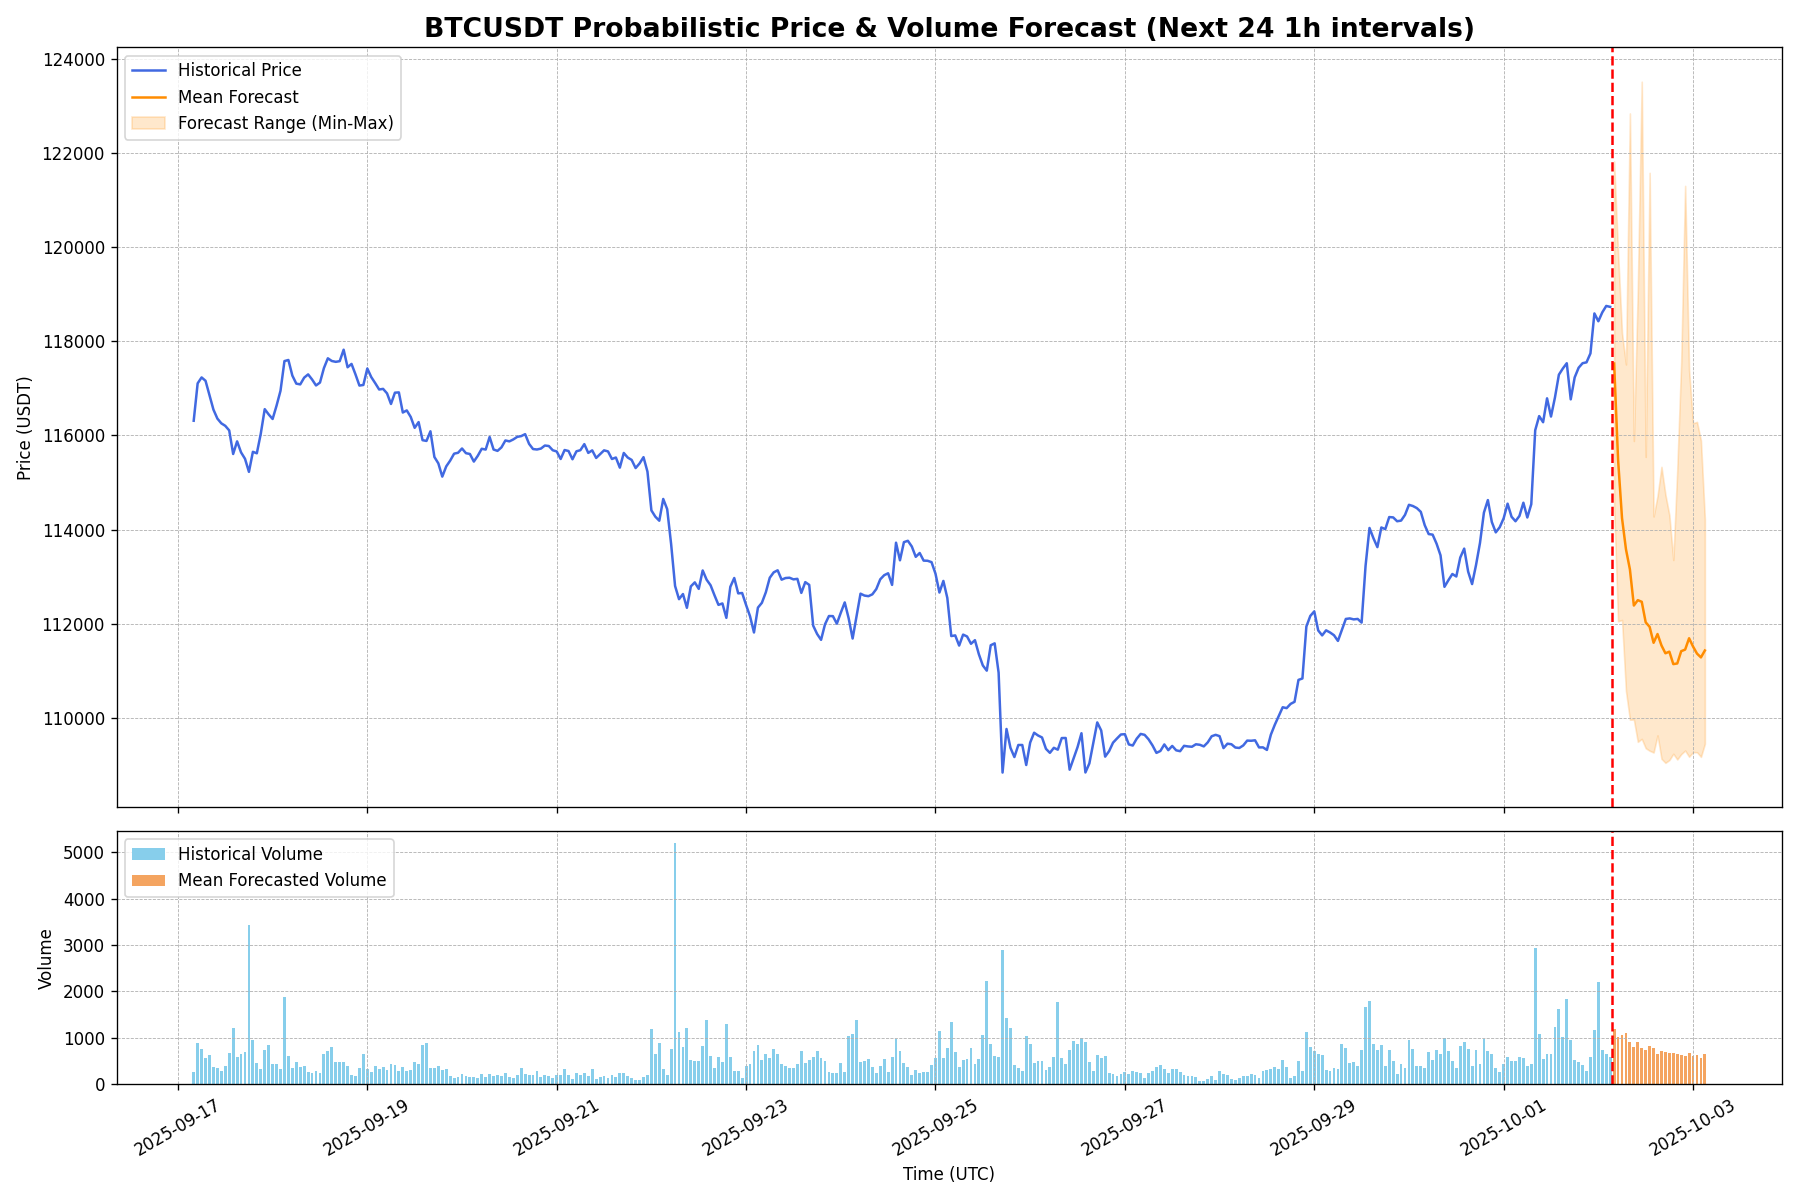 BTCUSDT Probabilistic Price & Volume Forecast (Next 24 1h intervals)
Historical Price
Mean Forecast
Forecast Range (Min-Max)
Price (USDT)
124000
122000
120000
118000
116000
114000
112000
110000
Historical Volume
Mean Forecasted Volume
Volume
5000
4000
3000
2000
1000
0
2025-09-17
2025-09-19
2025-09-21
2025-09-23
2025-09-25
2025-09-27
2025-09-29
2025-10-01
2025-10-03
Time (UTC)